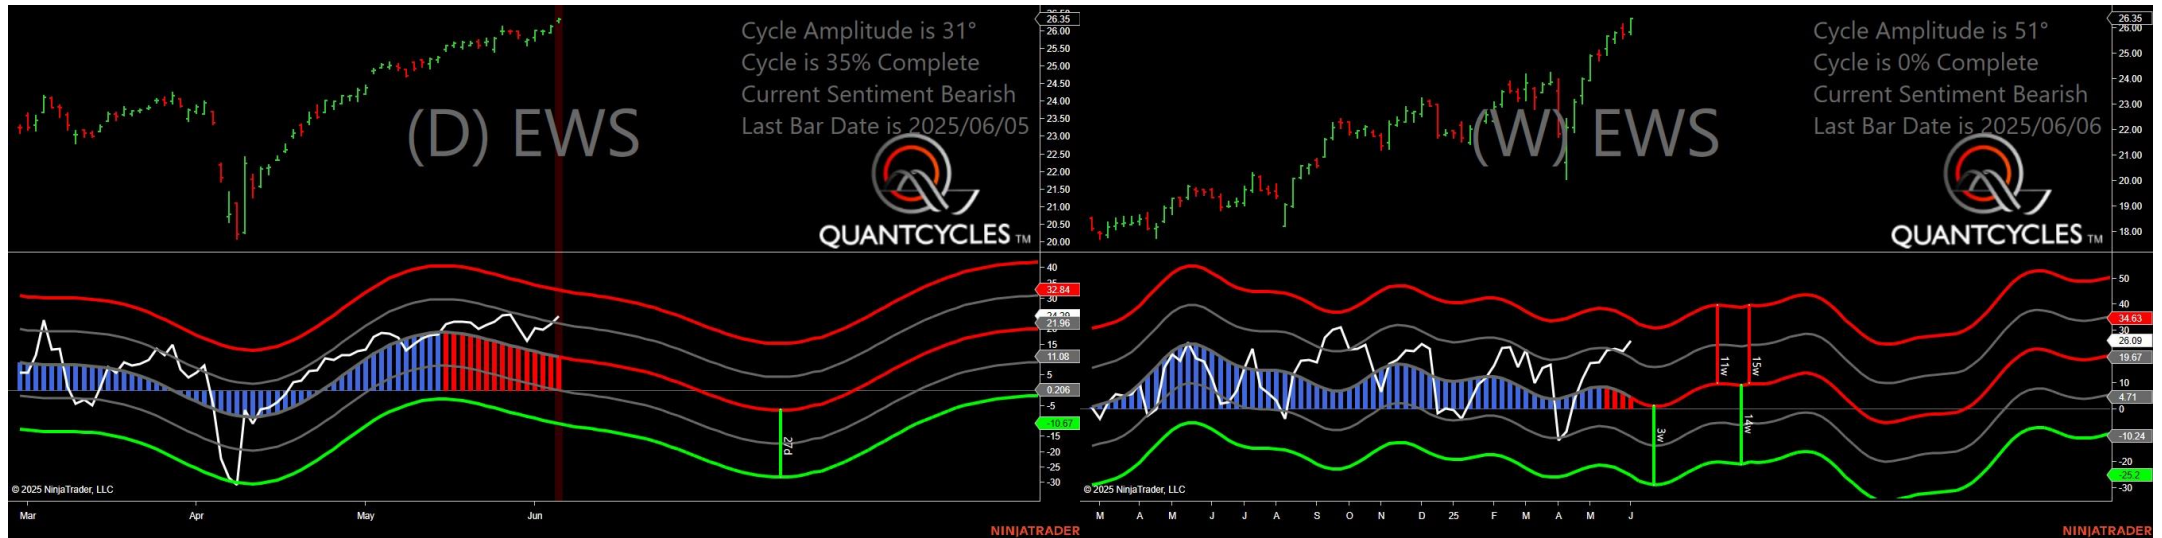 Cycle Amplitude is 31°
Cycle is 35% Complete
Current Sentiment Bearish
Last Bar Date is 2025/06/05
(D) EWS
QUANTCYCLES TM
26.35
26.00
25.50
25.00
24.50
24.00
23.50
23.00
22.50
22.00
21.50
21.00
20.50
20.00
40
32.84
30
21.96
11.08
5
0.206
-5
-10.67
-15
-20
-25
-30
27d
© 2025 NinjaTrader, LLC
Mar Apr May Jun
NINJATRADER
Cycle Amplitude is 51°
Cycle is 0% Complete
Current Sentiment Bearish
Last Bar Date is 2025/06/06
(W) EWS
QUANTCYCLES TM
26.35
26.00
25.00
24.00
23.00
22.00
21.00
20.00
19.00
18.00
50
40
34.63
30
26.09
19.67
10
4.71
0
-10.24
-20
-25.2
-30
11w
15w
3w
14w
© 2025 NinjaTrader, LLC
M A M J J A S O N D 25 F M A M J
NINJATRADER